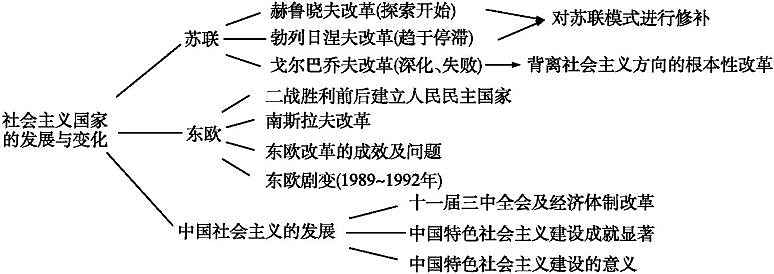 赫鲁晓夫改革(探索开始)
苏联
勃列日涅夫改革(趋于停滞)
对苏联模式进行修补
戈尔巴乔夫改革(深化、失败)
背离社会主义方向的根本性改革
社会主义国家
的发展与变化
二战胜利前后建立人民民主国家
南斯拉夫改革
东欧
东欧改革的成效及问题
东欧剧变(1989~1992年)
中国社会主义的发展
十一届三中全会及经济体制改革
中国特色社会主义建设成就显著
中国特色社会主义建设的意义